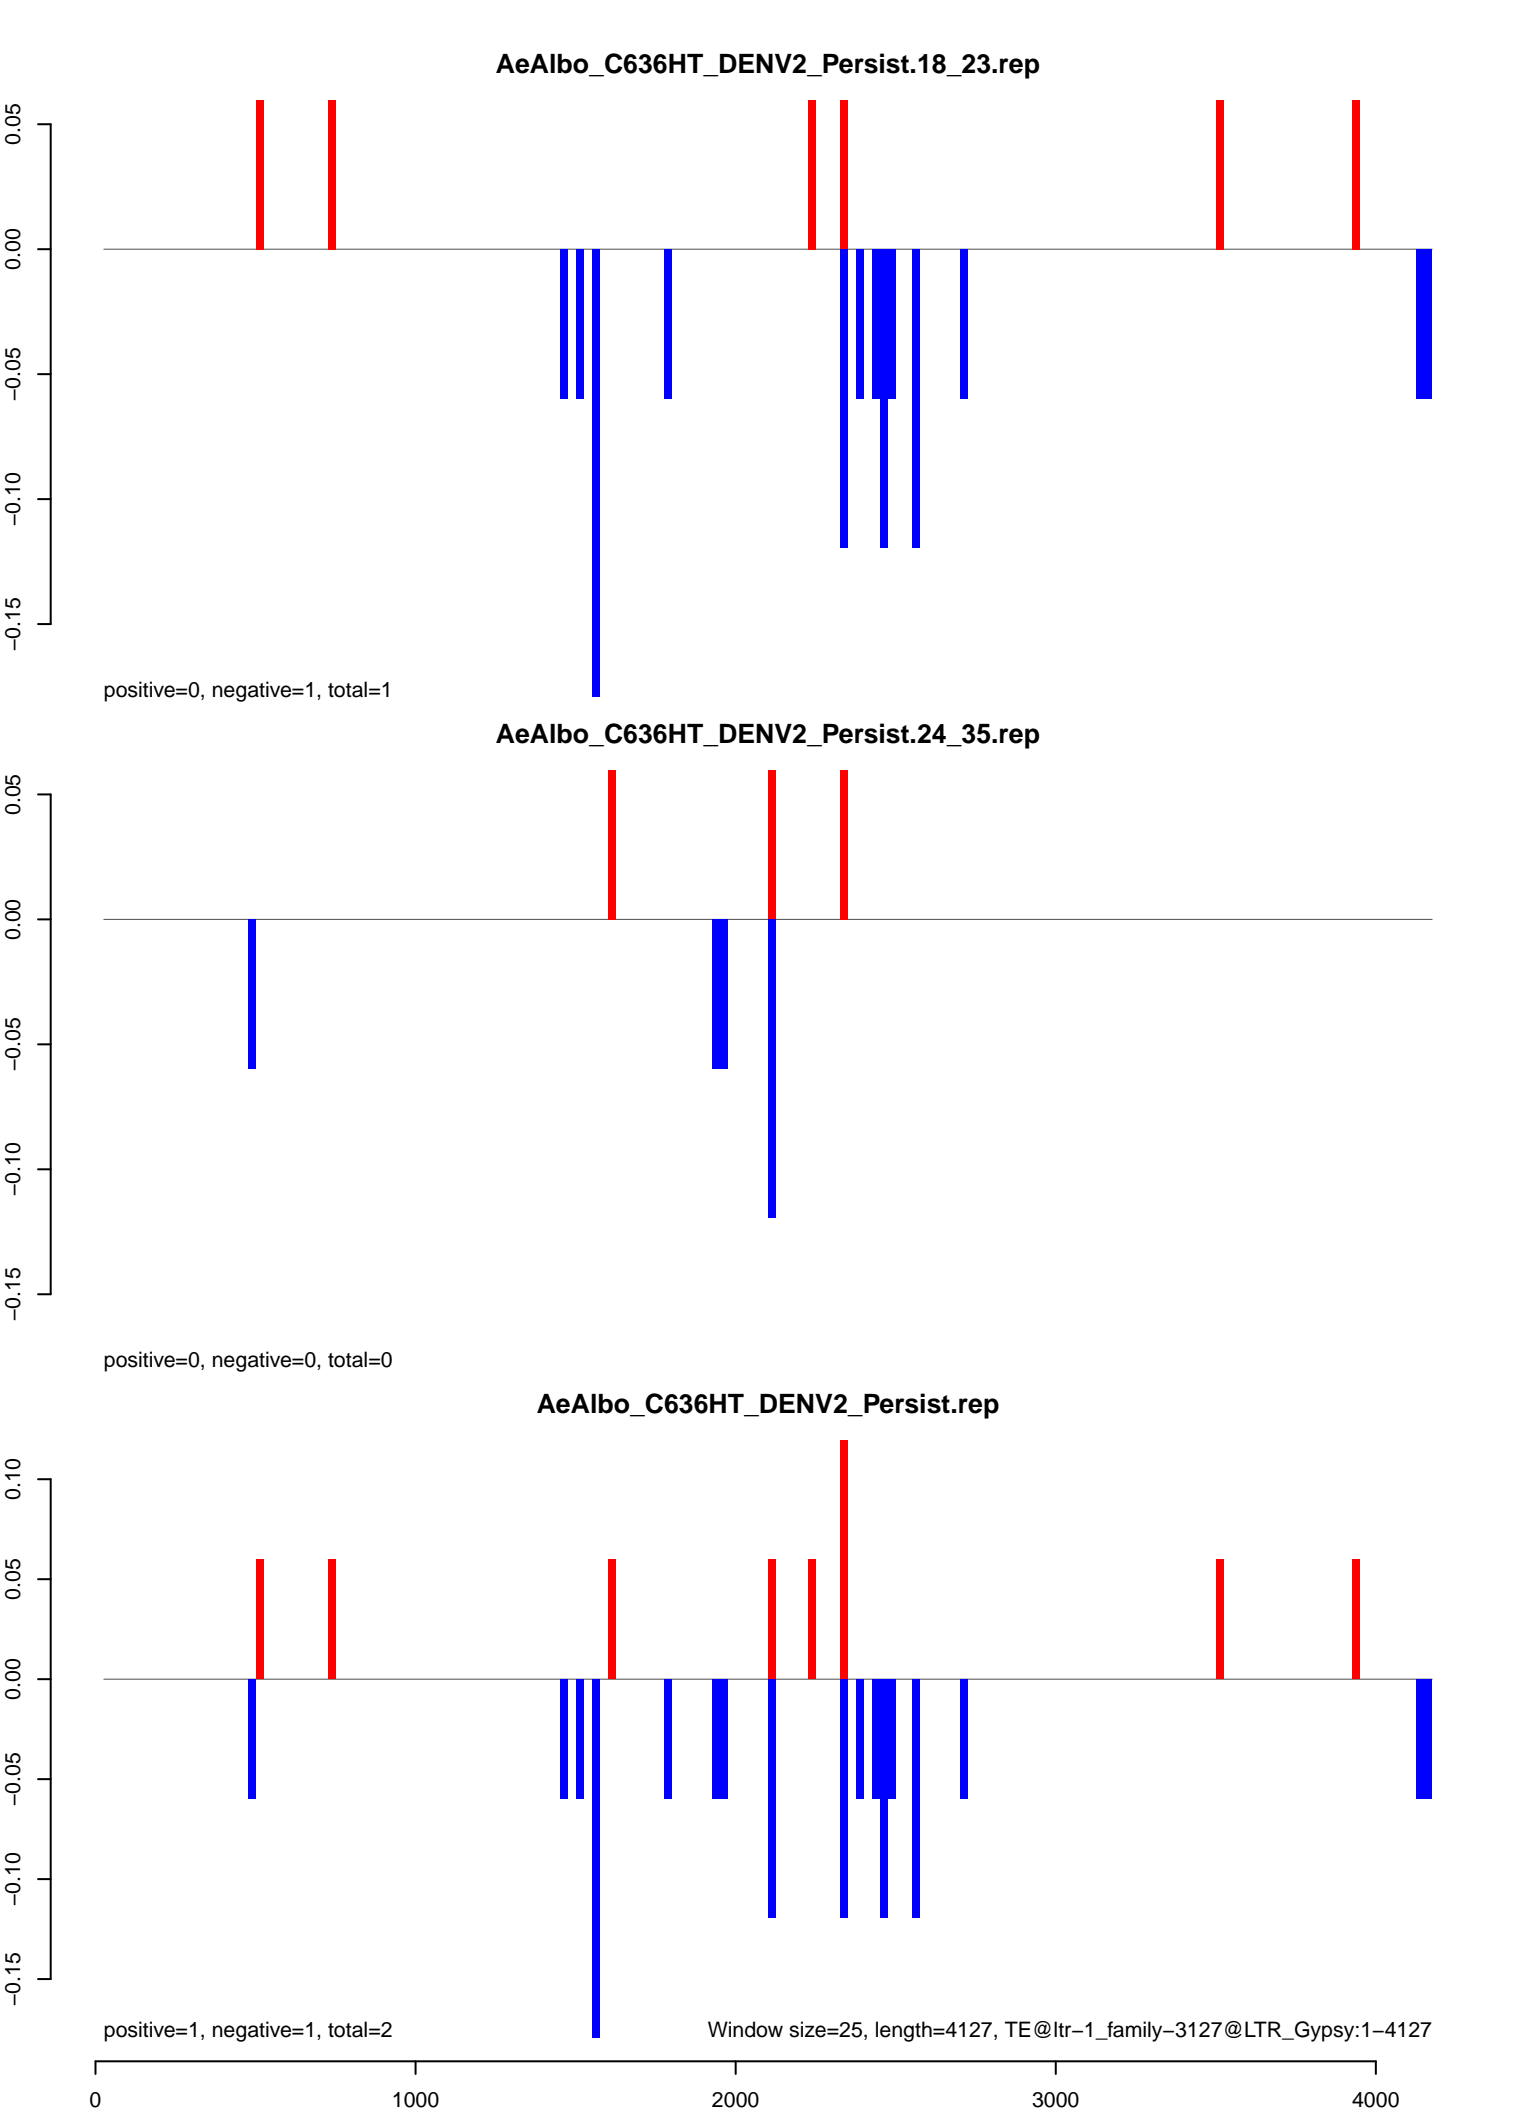 AeAlbo_C636HT_DENV2_Persist.18_23.rep
0.05
0.00
−0.05
−0.10
−0.15
positive=0, negative=1, total=1
AeAlbo_C636HT_DENV2_Persist.24_35.rep
0.05
0.00
−0.05
−0.10
−0.15
positive=0, negative=0, total=0
AeAlbo_C636HT_DENV2_Persist.rep
0.10
0.05
0.00
−0.05
−0.10
−0.15
positive=1, negative=1, total=2
Window size=25, length=4127, TE@ltr−1_family−3127@LTR_Gypsy:1−4127
0 1000 2000 3000 4000